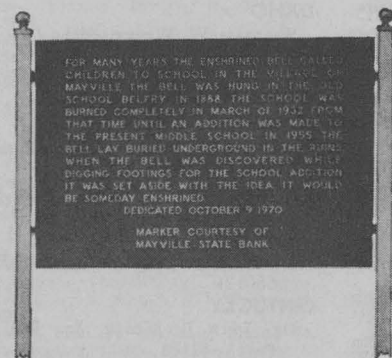 FOR MANY YEARS THE ENSHRINED BELL CALLED
CHILDREN TO SCHOOL IN THE VILLAGE OF
MAYVILLE THE BELL WAS HUNG IN THE OLD
SCHOOL BELFRY IN 1888 THE SCHOOL WAS
BURNED COMPLETELY IN MARCH OF 1932 FROM
THAT TIME UNTIL AN ADDITION WAS MADE TO
THE PRESENT MIDDLE SCHOOL IN 1955 THE
BELL LAY BURIED UNDERGROUND IN THE RUINS
WHEN THE BELL WAS DISCOVERED WHILE
DIGGING FOOTINGS FOR THE SCHOOL ADDITION
IT WAS SET ASIDE WITH THE IDEA IT WOULD
BE SOMEDAY ENSHRINED
DEDICATED OCTOBER 9 1970
MARKER COURTESY OF
MAYVILLE STATE BANK